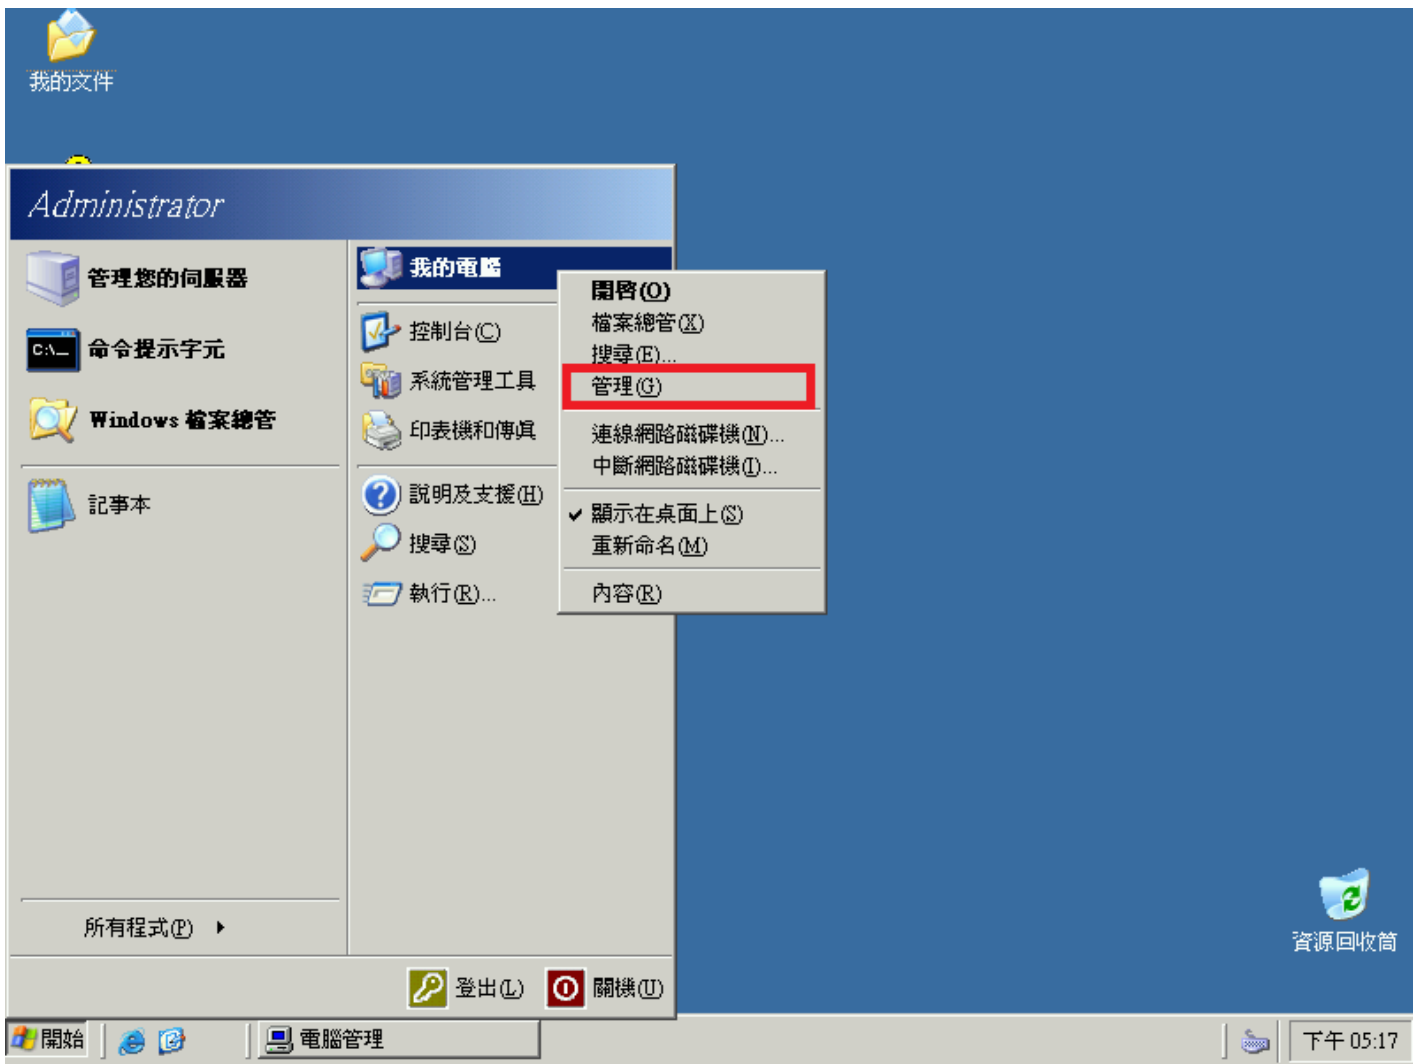 我的文件
Administrator
管理您的伺服器
命令提示字元
Windows 檔案總管
記事本
所有程式(P)
我的電腦
控制台(C)
系統管理工具
印表機和傳真
說明及支援(H)
搜尋(S)
執行(R)...
開啓(O)
檔案總管(X)
搜尋(E)...
管理(G)
連線網路磁碟機(N)...
中斷網路磁碟機(I)...
顯示在桌面上(S)
重新命名(M)
內容(R)
登出(L)
關機(U)
資源回收筒
開始
電腦管理
下午 05:17
C:\_